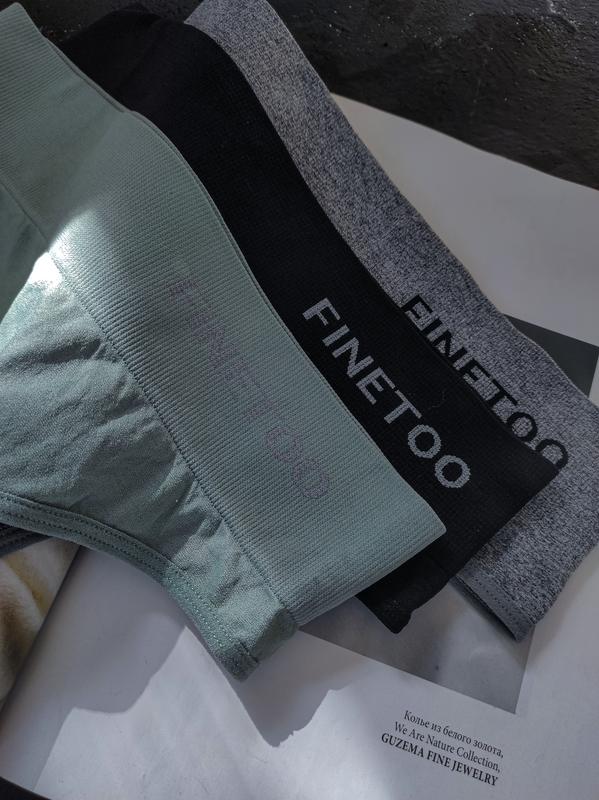 FINETOO
FINETOO
FINETOO
Колье из белого золота,
We Are Nature Collection,
GUZEMA FINE JEWELRY